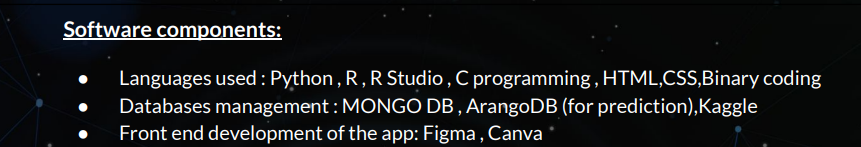 Software components:
● Languages used : Python , R , R Studio , C programming , HTML,CSS,Binary coding
● Databases management : MONGO DB , ArangoDB (for prediction),Kaggle
● Front end development of the app: Figma , Canva